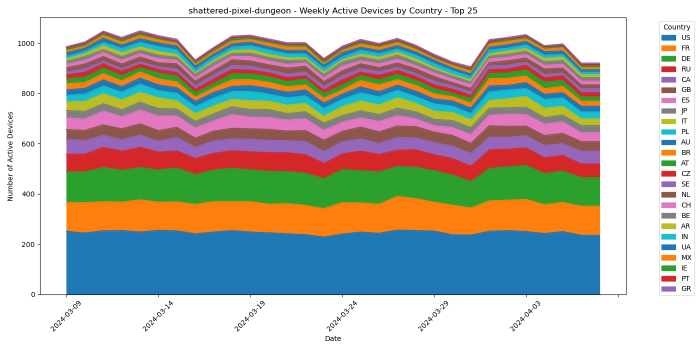 shattered-pixel-dungeon - Weekly Active Devices by Country - Top 25
Number of Active Devices
1000
800
600
400
200
0
2024-03-09
2024-03-14
2024-03-19
2024-03-24
2024-03-29
2024-04-03
Date
Country
US
FR
DE
RU
CA
GB
ES
JP
IT
PL
AU
BR
AT
CZ
SE
NL
CH
BE
AR
IN
UA
MX
IE
PT
GR